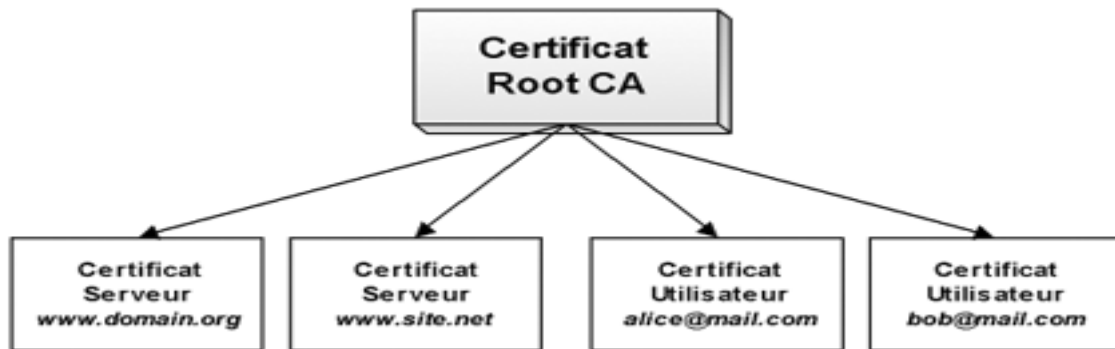 Certificat
Root CA
Certificat
Serveur
www.domain.org
Certificat
Serveur
www.site.net
Certificat
Utilisateur
alice@mail.com
Certificat
Utilisateur
bob@mail.com